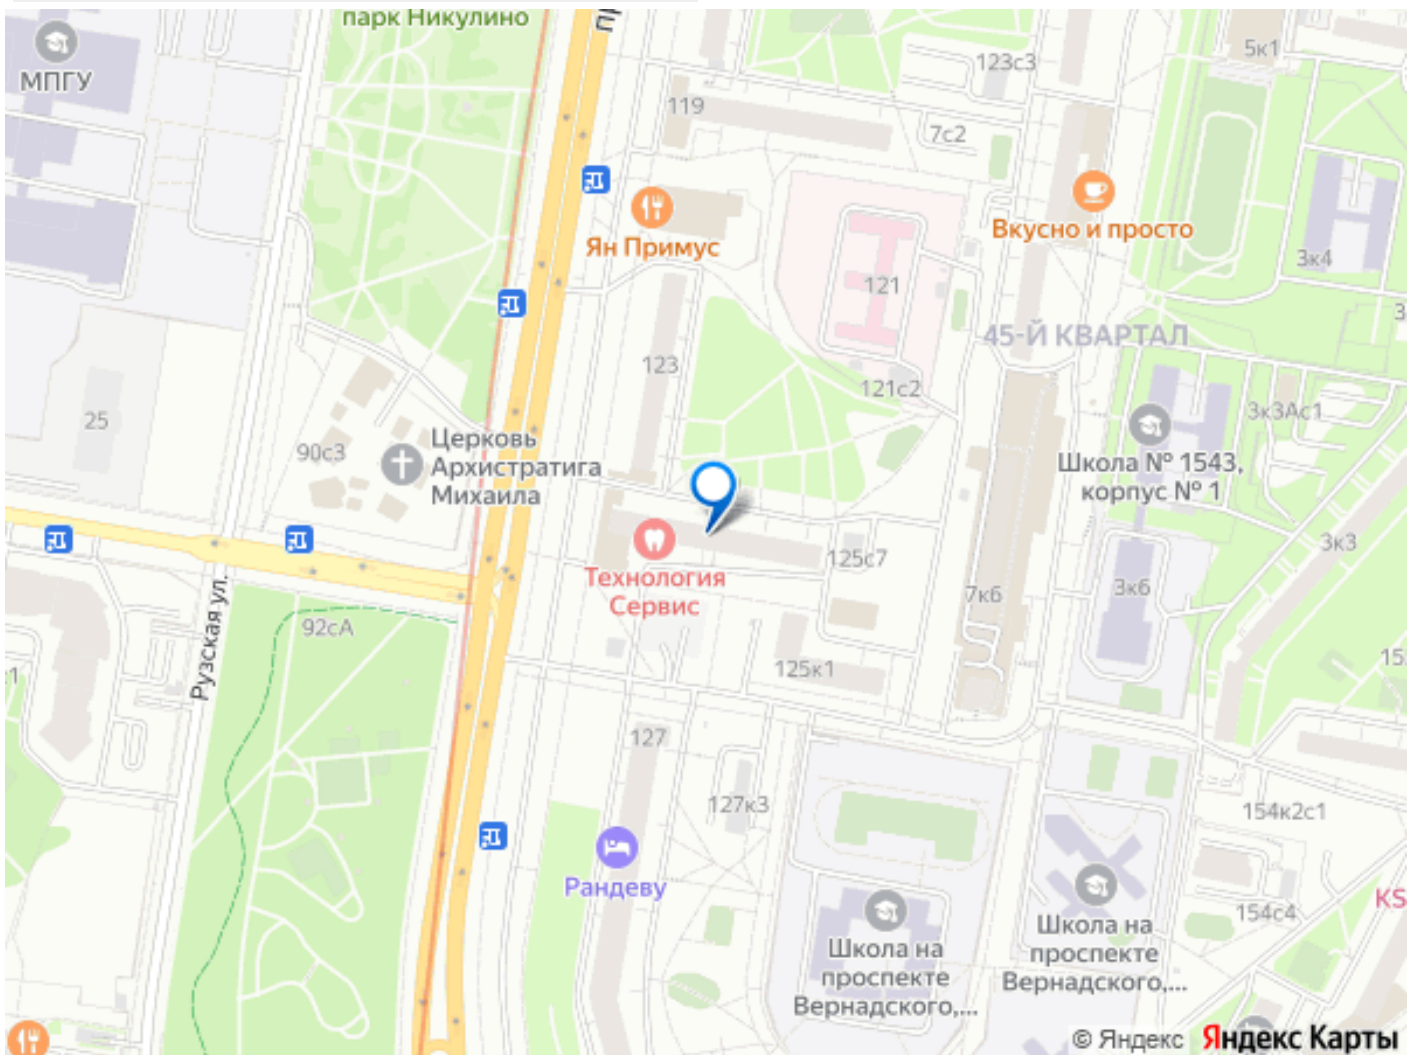 парк Никулино
МПГУ
5к1
123с3
119
7с2
Ян Примус
Вкусно и просто
3к4
121
45-Й КВАРТАЛ
123
121с2
3к3Ас1
25
90с3
Церковь
Архистратига
Михаила
Школа № 1543,
корпус № 1
3к3
125с7
Технология
Сервис
7к6
3к6
Рузская ул.
92сА
125к1
127
127к3
154к2с1
Рандеву
154с4
Школа на
проспекте
Вернадского,...
Школа на
проспекте
Вернадского,...
© Яндекс Яндекс Карты